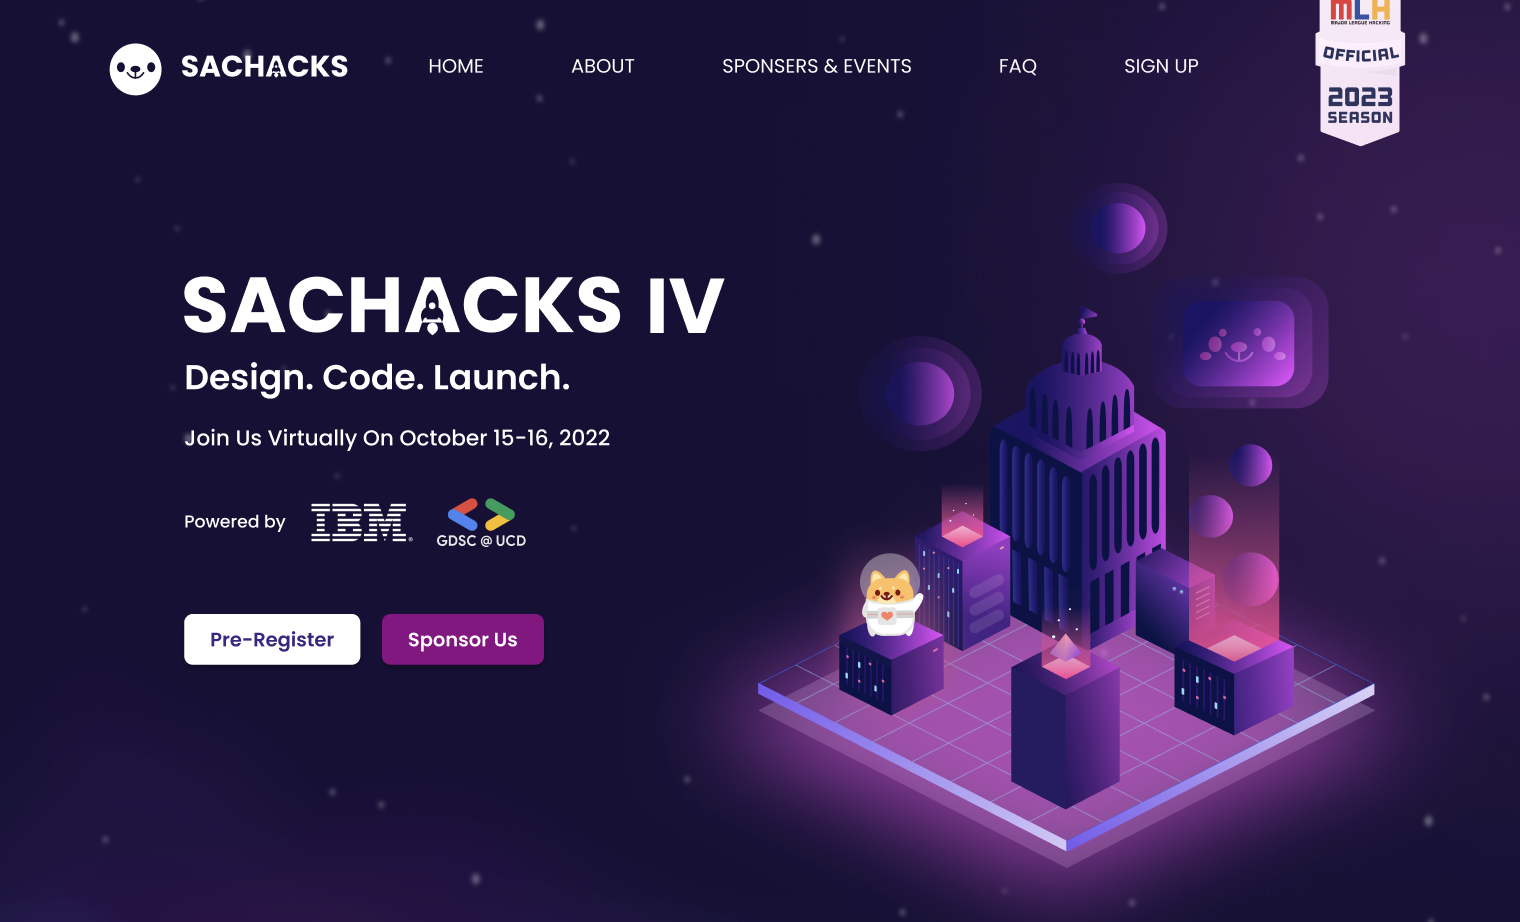 SACHACKS
HOME
ABOUT
SPONSERS & EVENTS
FAQ
SIGN UP
MLH
MAJOR LEAGUE HACKING
OFFICIAL
2023
SEASON
SACHACKS IV
Design. Code. Launch.
Join Us Virtually On October 15-16, 2022
Powered by
IBM®
GDSC @ UCD
Pre-Register
Sponsor Us